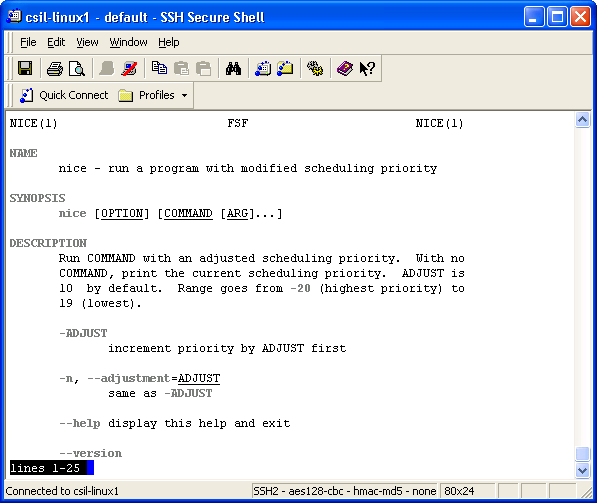 csil-linux1 - default - SSH Secure Shell
File Edit View Window Help
Quick Connect Profiles
NICE(1) FSF NICE(1)
NAME
nice - run a program with modified scheduling priority
SYNOPSIS
nice [OPTION] [COMMAND [ARG]...]
DESCRIPTION
Run COMMAND with an adjusted scheduling priority. With no
COMMAND, print the current scheduling priority. ADJUST is
10 by default. Range goes from -20 (highest priority) to
19 (lowest).
-ADJUST
increment priority by ADJUST first
-n, --adjustment=ADJUST
same as -ADJUST
--help display this help and exit
--version
lines 1-25
Connected to csil-linux1 SSH2 - aes128-cbc - hmac-md5 - none 80x24